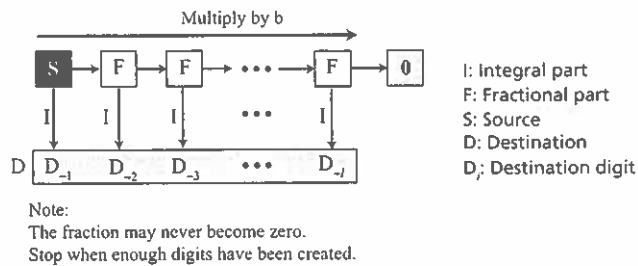 Multiply by b
S F F ••• F 0
I I I ••• I
D D₋₁ D₋₂ D₋₃ ••• D₋ₗ
I: Integral part
F: Fractional part
S: Source
D: Destination
Dᵢ: Destination digit
Note:
The fraction may never become zero.
Stop when enough digits have been created.